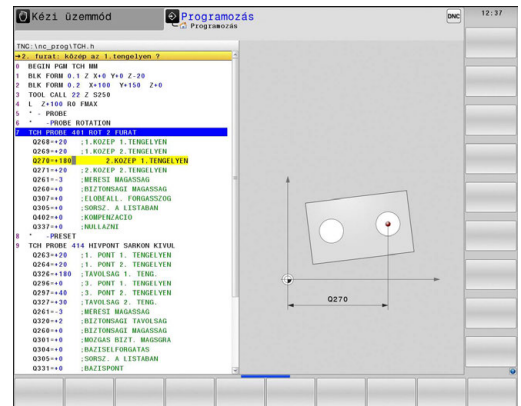 Kézi üzemmód
Programozás
Programozás
DNC
12:37
TNC:\nc_prog\TCH.h
→2. furat: közép az 1.tengelyen ?
0 BEGIN PGM TCH MM
1 BLK FORM 0.1 Z X+0 Y+0 Z-20
2 BLK FORM 0.2 X+100 Y+150 Z+0
3 TOOL CALL 22 Z S250
4 L Z+100 R0 FMAX
5 * - PROBE
6 * -PROBE ROTATION
7 TCH PROBE 401 ROT 2 FURAT
Q268=+20 ;1.KOZEP 1.TENGELYEN
Q269=+20 ;1.KOZEP 2.TENGELYEN
Q270=+180 2.KOZEP 1.TENGELYEN
Q271=+20 ;2.KOZEP 2.TENGELYEN
Q261=-3 ;MERESI MAGASSAG
Q260=+0 ;BIZTONSAGI MAGASSAG
Q307=+0 ;ELOBEALL. FORGASSZOG
Q305=+0 ;SORSZ. A LISTABAN
Q402=+0 ;KOMPENZACIO
Q337=+0 ;NULLAZNI
8 * -PRESET
9 TCH PROBE 414 HIVPONT SARKON KIVUL
Q263=+20 ;1. PONT 1. TENGELYEN
Q264=+20 ;1. PONT 2. TENGELYEN
Q326=+180 ;TAVOLSAG 1. TENG.
Q296=+0 ;3. PONT 1. TENGELYEN
Q297=+40 ;3. PONT 2. TENGELYEN
Q327=+30 ;TAVOLSAG 2. TENG.
Q261=-3 ;MERESI MAGASSAG
Q320=+2 ;BIZTONSAGI TAVOLSAG
Q260=+0 ;BIZTONSAGI MAGASSAG
Q301=+0 ;MOZGAS BIZT. MAGSGRA
Q304=+0 ;BAZISELFORGATAS
Q305=+0 ;SORSZ. A LISTABAN
Q331=+0 ;BAZISPONT
Q270